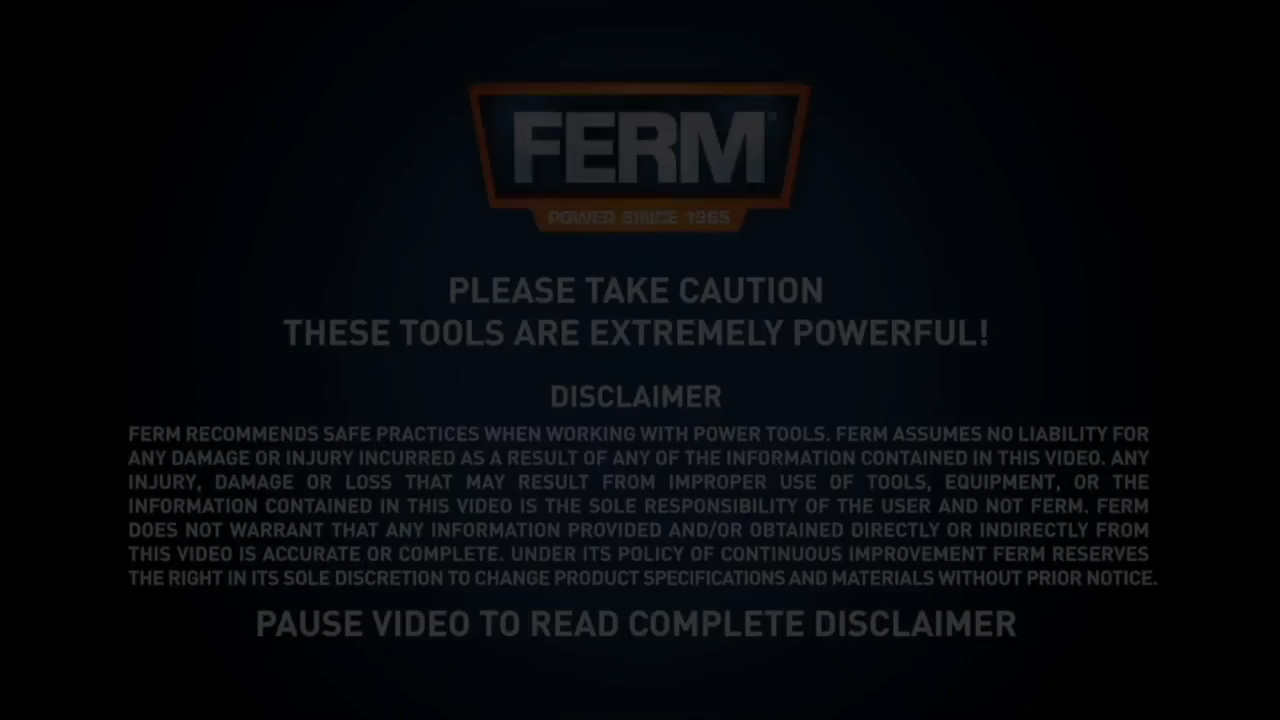 FERM
POWER SINCE 1965
PLEASE TAKE CAUTION
THESE TOOLS ARE EXTREMELY POWERFUL!
DISCLAIMER
FERM RECOMMENDS SAFE PRACTICES WHEN WORKING WITH POWER TOOLS. FERM ASSUMES NO LIABILITY FOR
ANY DAMAGE OR INJURY INCURRED AS A RESULT OF ANY OF THE INFORMATION CONTAINED IN THIS VIDEO. ANY
INJURY, DAMAGE OR LOSS THAT MAY RESULT FROM IMPROPER USE OF TOOLS, EQUIPMENT, OR THE
INFORMATION CONTAINED IN THIS VIDEO IS THE SOLE RESPONSIBILITY OF THE USER AND NOT FERM. FERM
DOES NOT WARRANT THAT ANY INFORMATION PROVIDED AND/OR OBTAINED DIRECTLY OR INDIRECTLY FROM
THIS VIDEO IS ACCURATE OR COMPLETE. UNDER ITS POLICY OF CONTINUOUS IMPROVEMENT FERM RESERVES
THE RIGHT IN ITS SOLE DISCRETION TO CHANGE PRODUCT SPECIFICATIONS AND MATERIALS WITHOUT PRIOR NOTICE.
PAUSE VIDEO TO READ COMPLETE DISCLAIMER